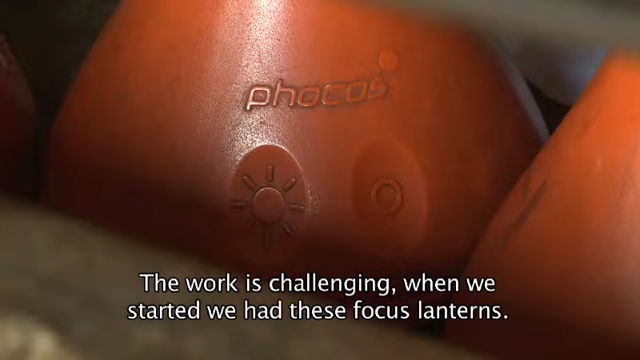 phocos
The work is challenging, when we
started we had these focus lanterns.